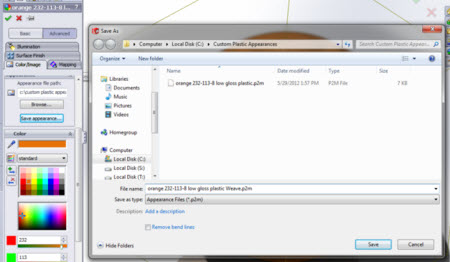 orange 232-113-8 l
Basic Advanced
Illumination
Surface Finish
Color/Image Mapping
Appearance file path:
c:\custom plastic appea
Browse...
Save appearance...
Color
standard
232
113
Save As
Computer Local Disk (C:) Custom Plastic Appearances
Search Custom Plastic Appearances
Organize New Folder
Libraries
Documents
Music
Pictures
Videos
Homegroup
Computer
Local Disk (C:)
Local Disk (S:)
Local Disk (T:)
Name Date modified Type Size
orange 232-113-8 low gloss plastic.p2m 5/29/2012 1:37 PM P2M File 7 KB
File name: orange 232-113-8 low gloss plastic Weave.p2m
Save as type: Appearance Files (*.p2m)
Description: Add a description
Remove bend lines
Hide Folders
Save Cancel